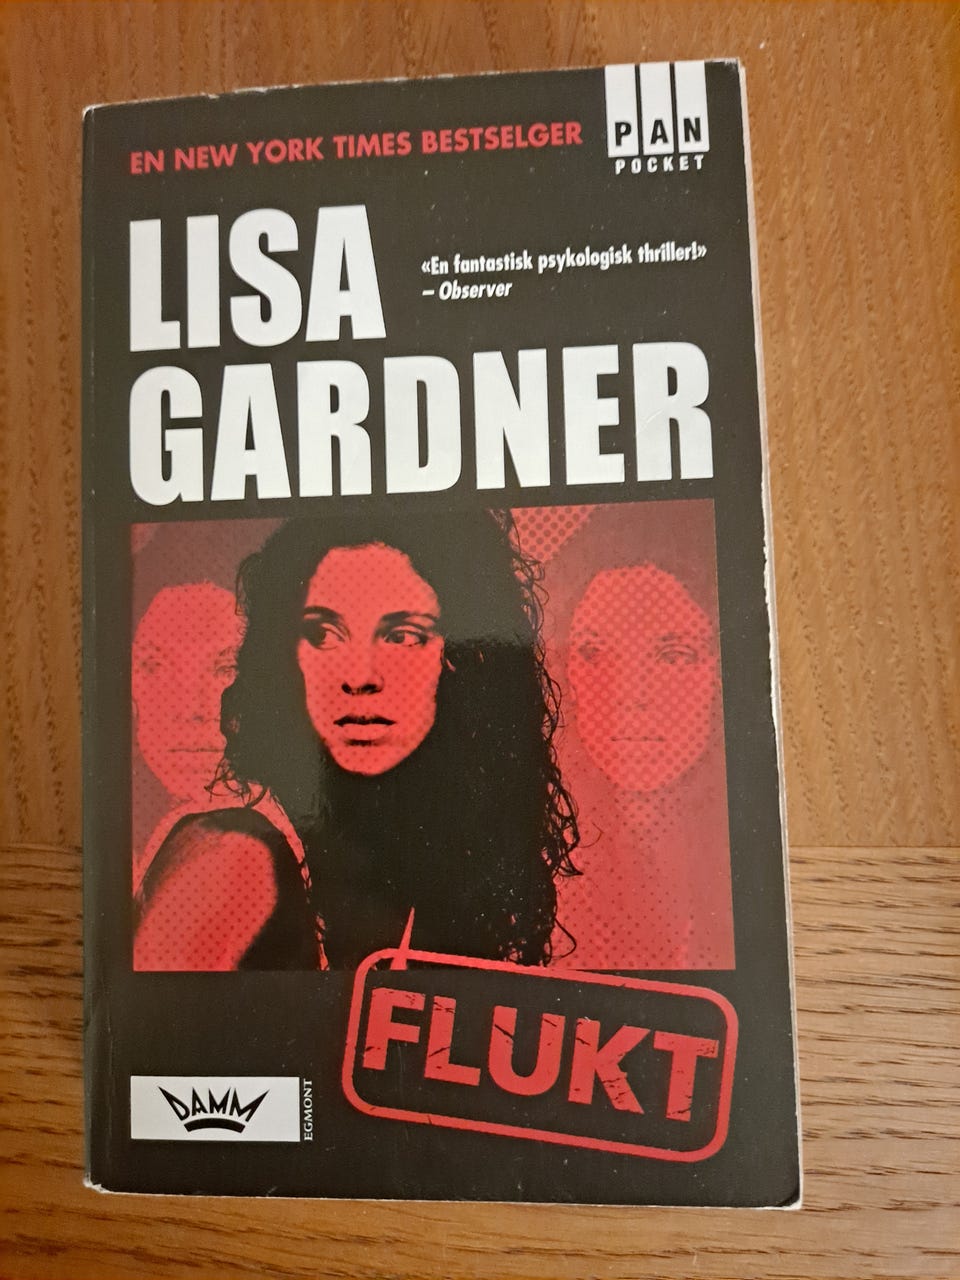 EN NEW YORK TIMES BESTSELGER
PAN
POCKET
LISA
«En fantastisk psykologisk thriller!»
– Observer
GARDNER
FLUKT
DAMM
EGMONT